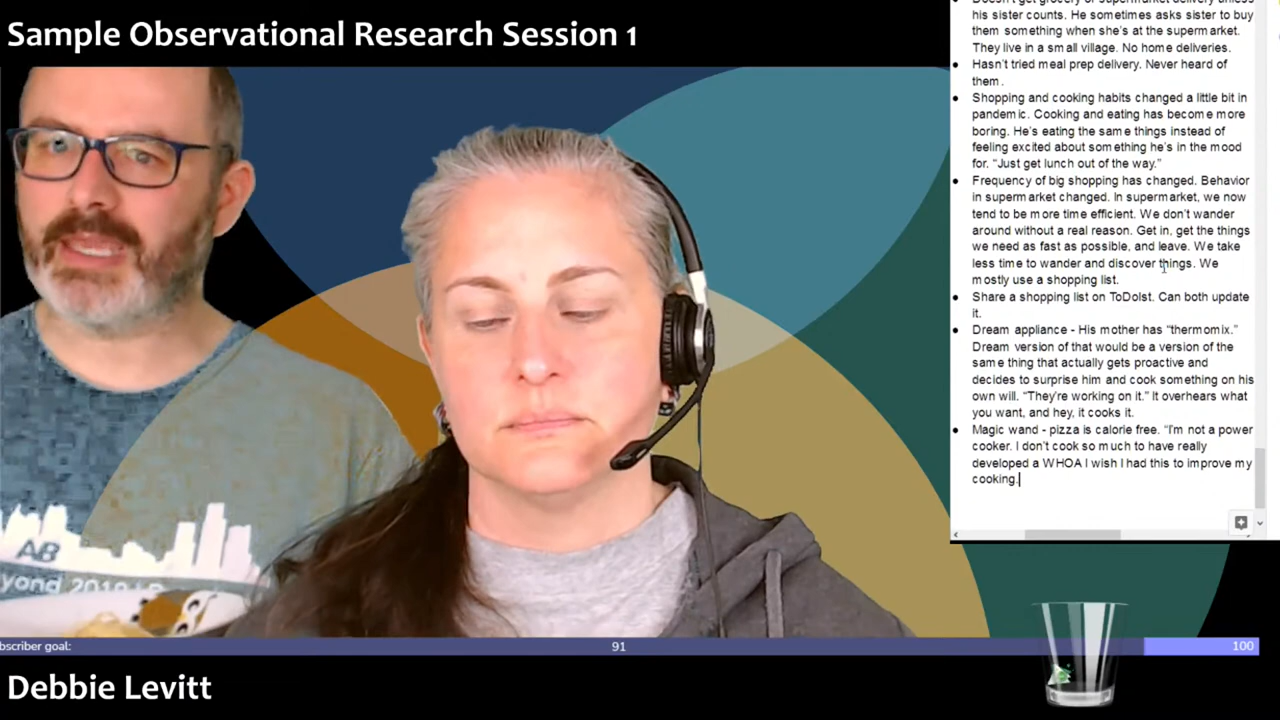 Sample Observational Research Session 1
his sister counts. He sometimes asks sister to buy
them something when she's at the supermarket.
They live in a small village. No home deliveries.
Hasn't tried meal prep delivery. Never heard of
them.
Shopping and cooking habits changed a little bit in
pandemic. Cooking and eating has become more
boring. He's eating the same things instead of
feeling excited about something he's in the mood
for. "Just get lunch out of the way."
Frequency of big shopping has changed. Behavior
in supermarket changed. In supermarket, we now
tend to be more time efficient. We don't wander
around without a real reason. Get in, get the things
we need as fast as possible, and leave. We take
less time to wander and discover things. We
mostly use a shopping list.
Share a shopping list on ToDoIst. Can both update
it.
Dream appliance - His mother has "thermomix."
Dream version of that would be a version of the
same thing that actually gets proactive and
decides to surprise him and cook something on his
own will. "They're working on it." It overhears what
you want, and hey, it cooks it.
Magic wand - pizza is calorie free. "I'm not a power
cooker. I don't cook so much to have really
developed a WHOA I wish I had this to improve my
cooking.
AB
yond 2019
bscriber goal:
91
100
Debbie Levitt